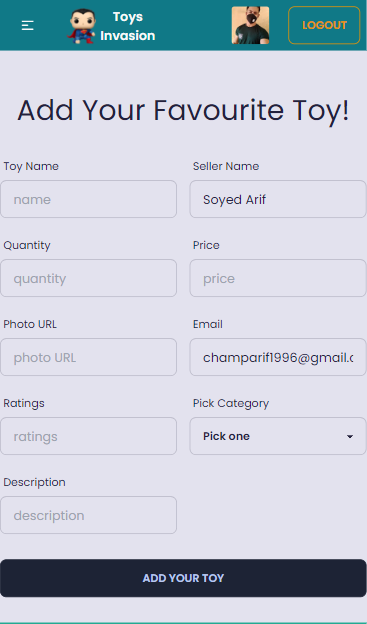 Toys
Invasion
LOGOUT
Add Your Favourite Toy!
Toy Name
Seller Name
name
Soyed Arif
Quantity
Price
quantity
price
Photo URL
Email
photo URL
champarif1996@gmail.c
Ratings
Pick Category
ratings
Pick one
Description
description
ADD YOUR TOY